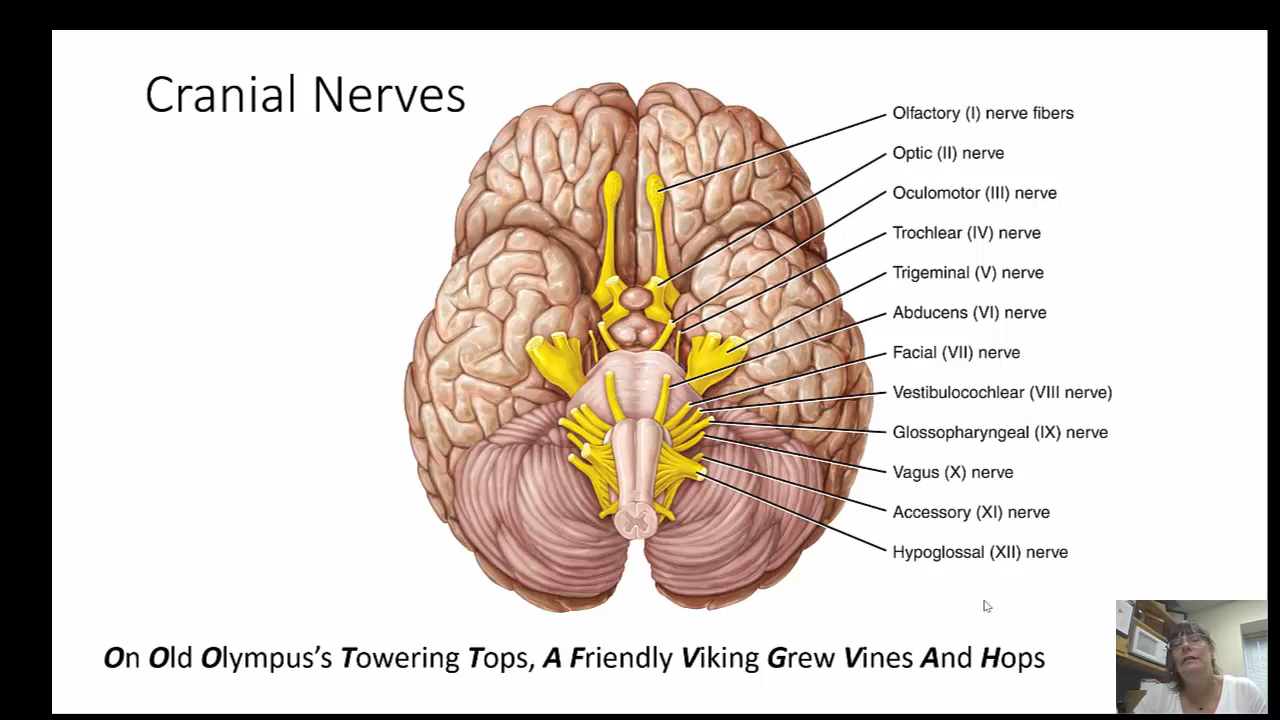 Cranial Nerves
Olfactory (I) nerve fibers
Optic (II) nerve
Oculomotor (III) nerve
Trochlear (IV) nerve
Trigeminal (V) nerve
Abducens (VI) nerve
Facial (VII) nerve
Vestibulocochlear (VIII nerve)
Glossopharyngeal (IX) nerve
Vagus (X) nerve
Accessory (XI) nerve
Hypoglossal (XII) nerve
On Old Olympus’s Towering Tops, A Friendly Viking Grew Vines And Hops